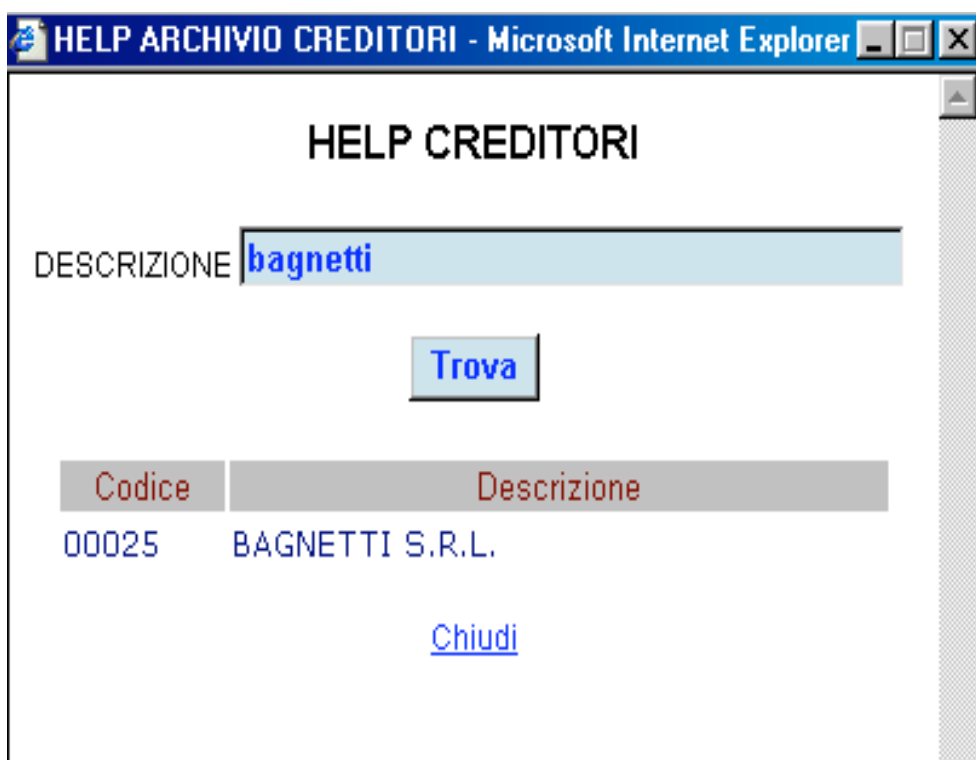 HELP ARCHIVIO CREDITORI - Microsoft Internet Explorer
HELP CREDITORI
DESCRIZIONE bagnetti
Trova
Codice Descrizione
00025 BAGNETTI S.R.L.
Chiudi